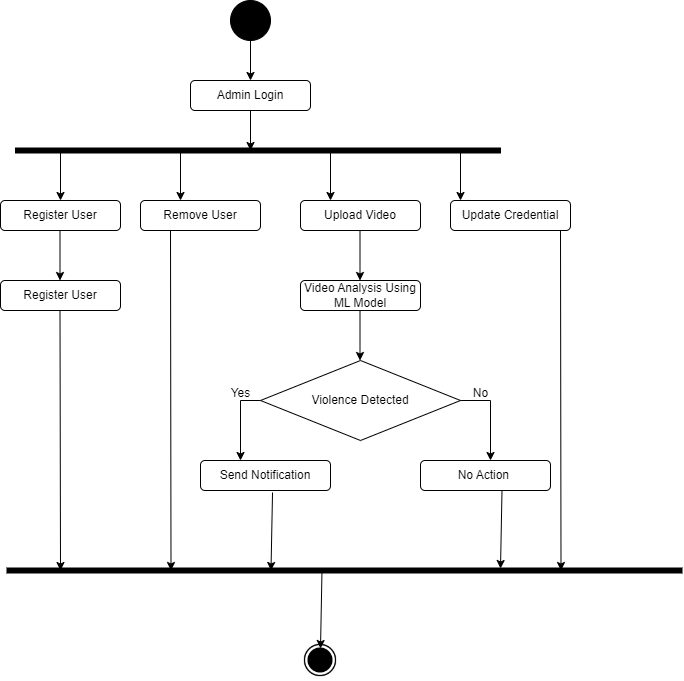 Admin Login
Register User
Remove User
Upload Video
Update Credential
Register User
Video Analysis Using
ML Model
Yes
No
Violence Detected
Send Notification
No Action